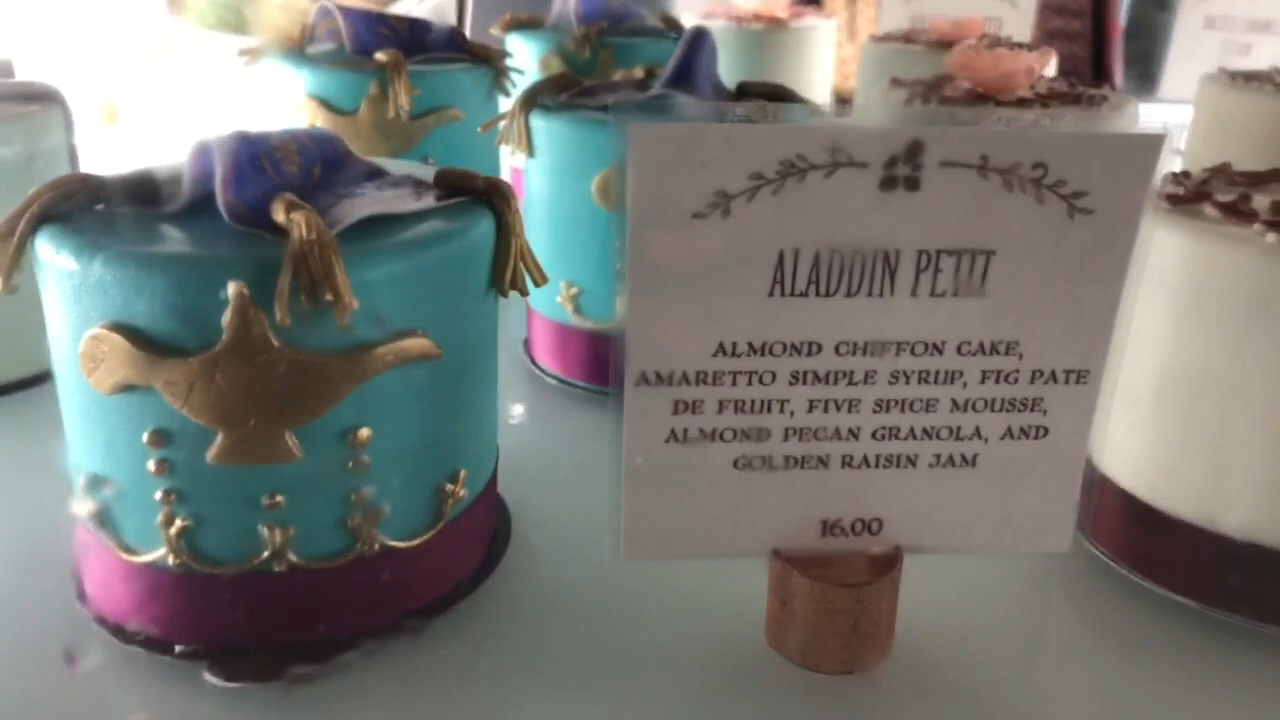 ALADDIN PETIT
ALMOND CHIFFON CAKE,
AMARETTO SIMPLE SYRUP, FIG PATE
DE FRUIT, FIVE SPICE MOUSSE,
ALMOND PECAN GRANOLA, AND
GOLDEN RAISIN JAM
16.00